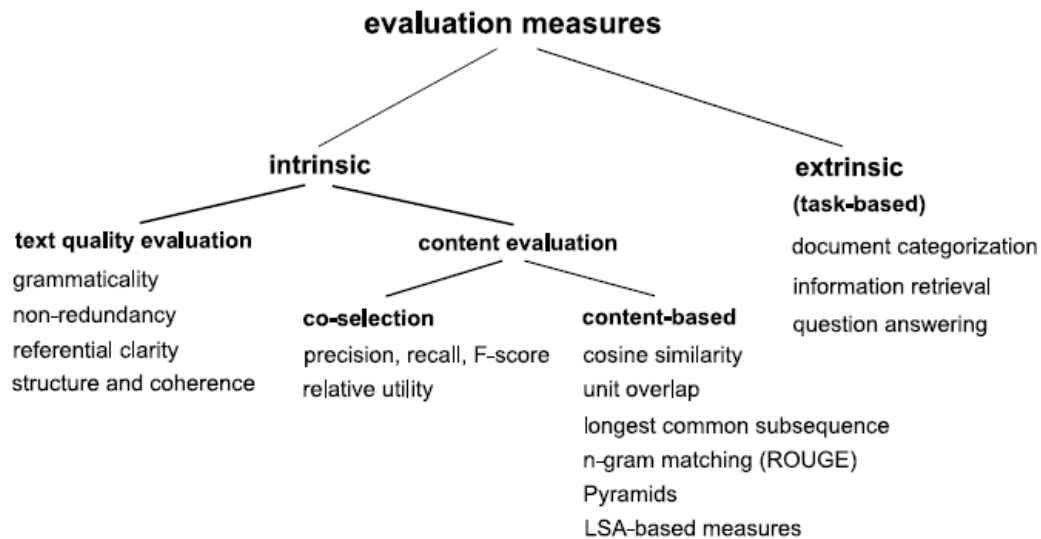 evaluation measures
intrinsic
extrinsic
(task-based)
text quality evaluation
grammaticality
non-redundancy
referential clarity
structure and coherence
content evaluation
co-selection
precision, recall, F-score
relative utility
content-based
cosine similarity
unit overlap
longest common subsequence
n-gram matching (ROUGE)
Pyramids
LSA-based measures
document categorization
information retrieval
question answering